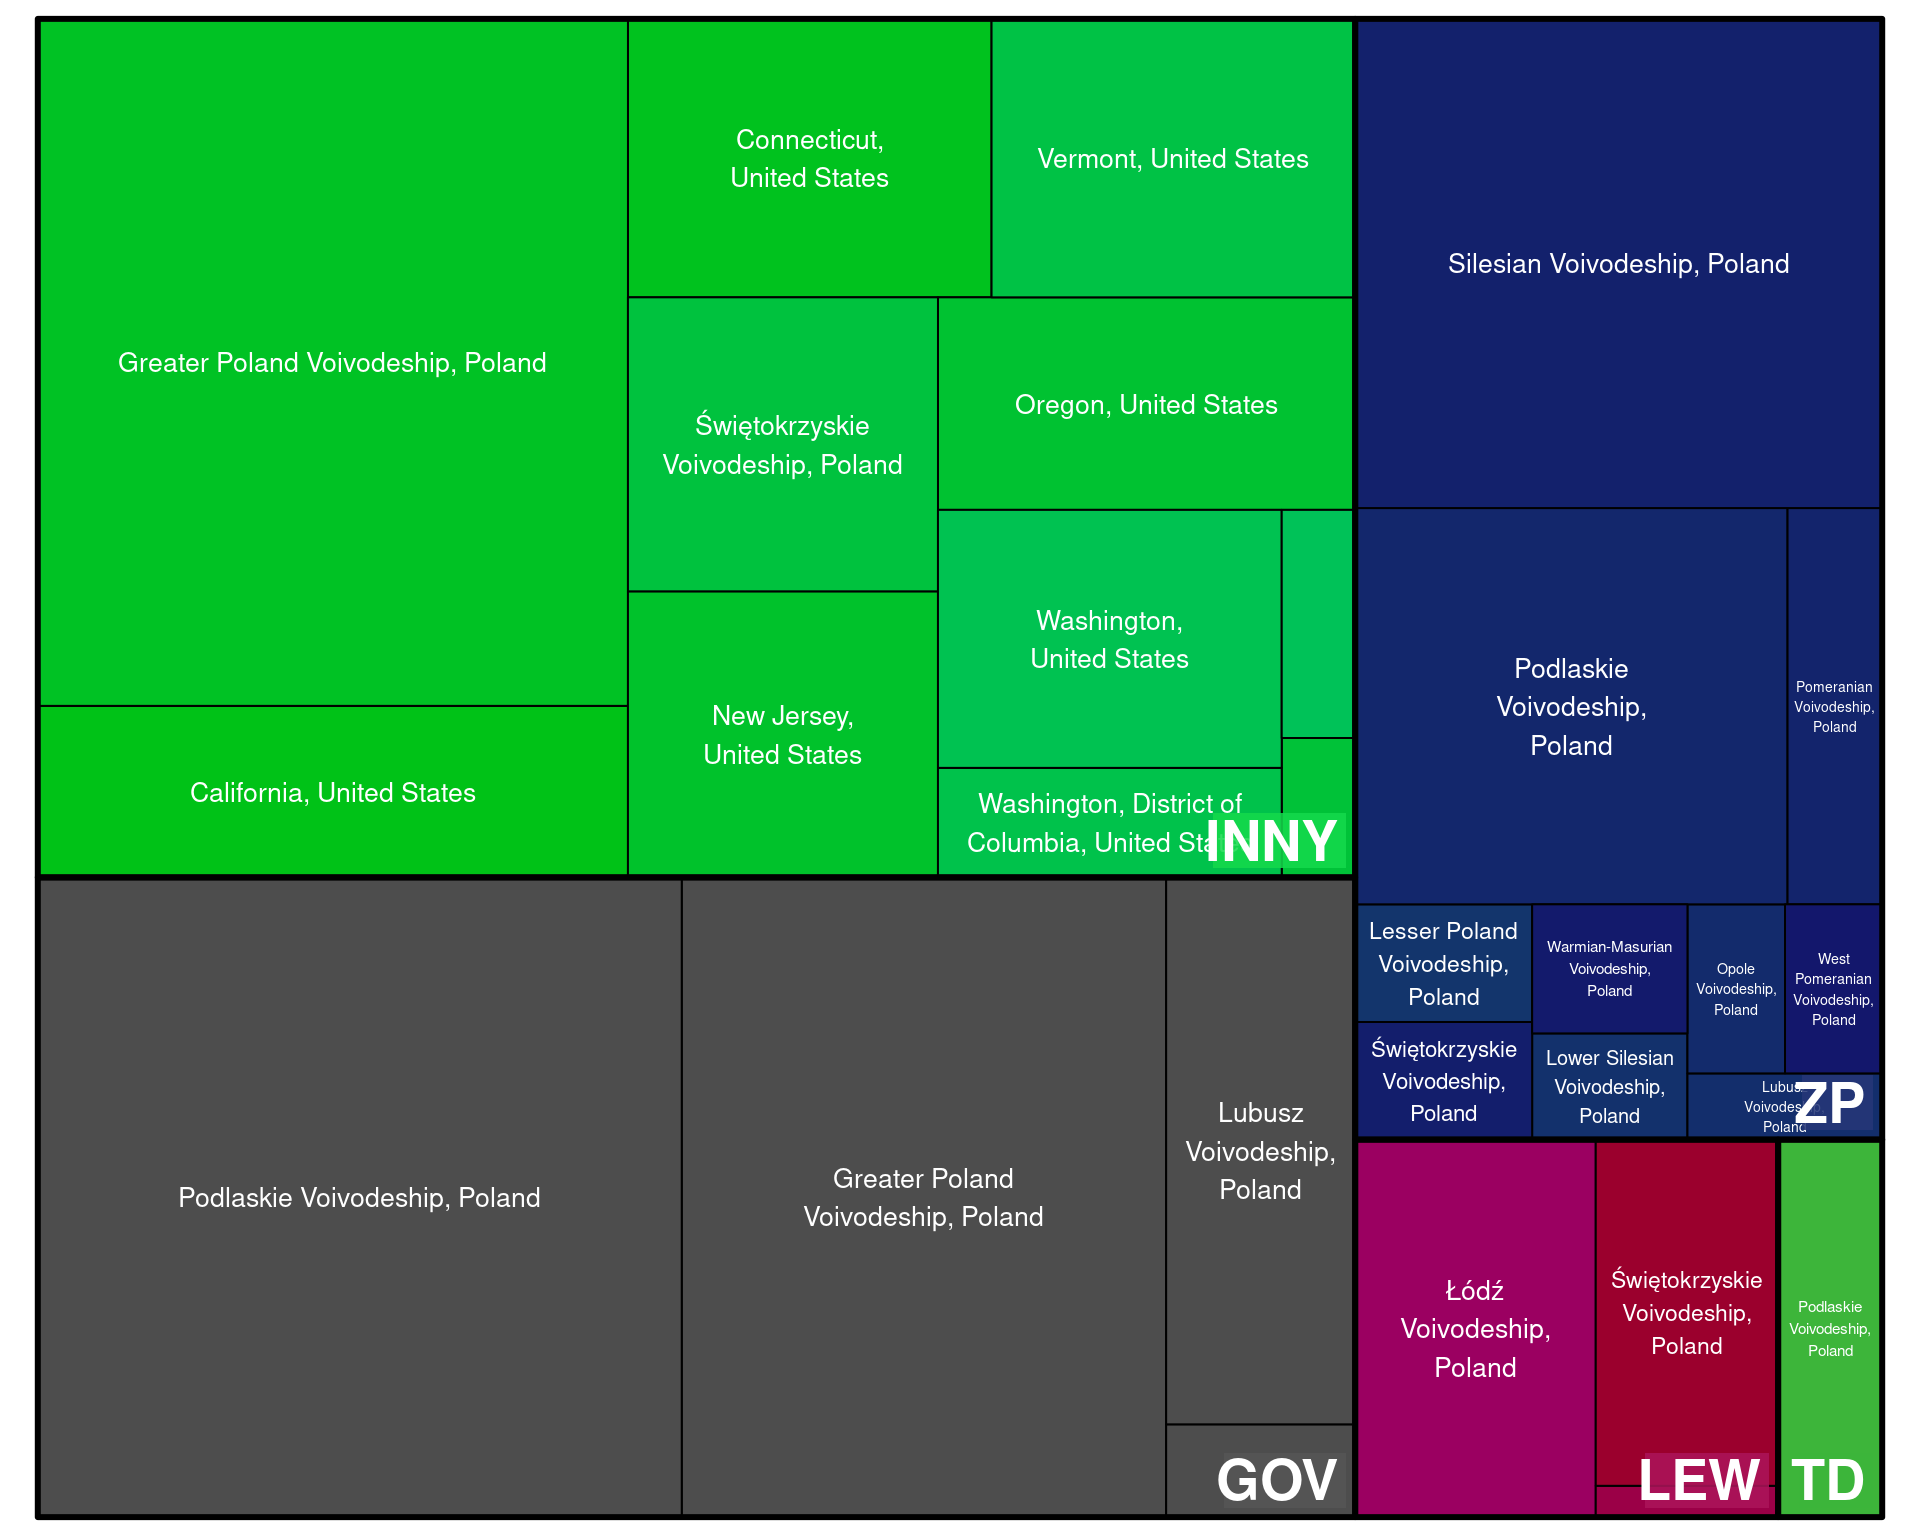 Greater Poland Voivodeship, Poland
California, United States
Connecticut,
United States
Vermont, United States
Świętokrzyskie
Voivodeship, Poland
Oregon, United States
New Jersey,
United States
Washington,
United States
Washington, District of
Columbia, United
INNY
Podlaskie Voivodeship, Poland
Greater Poland
Voivodeship, Poland
Lubusz
Voivodeship,
Poland
GOV
Silesian Voivodeship, Poland
Podlaskie
Voivodeship,
Poland
Pomeranian
Voivodeship,
Poland
Lesser Poland
Voivodeship,
Poland
Świętokrzyskie
Voivodeship,
Poland
Warmian-Masurian
Voivodeship,
Poland
Lower Silesian
Voivodeship,
Poland
Opole
Voivodeship,
Poland
West
Pomeranian
Voivodeship,
Poland
Poland
ZP
Łódź
Voivodeship,
Poland
Świętokrzyskie
Voivodeship,
Poland
LEW
Podlaskie
Voivodeship,
Poland
TD